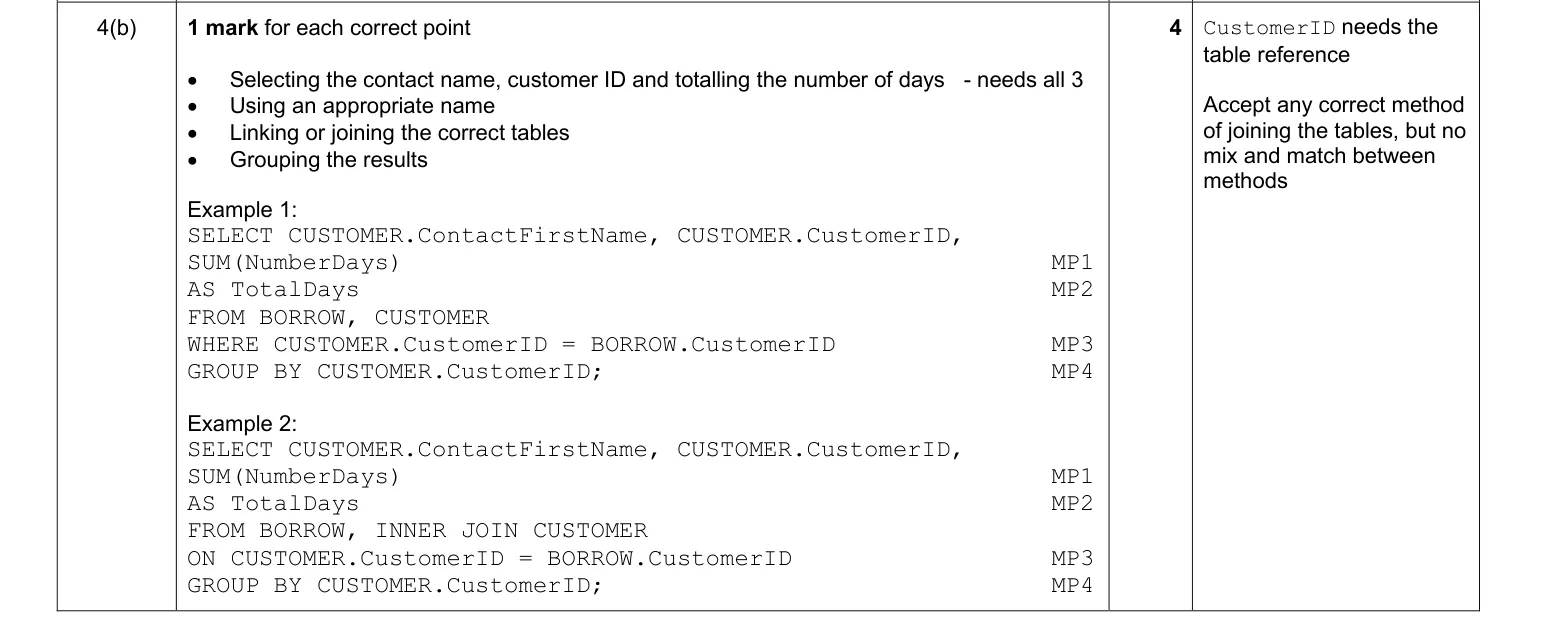 4(b)
1 mark for each correct point
• Selecting the contact name, customer ID and totalling the number of days - needs all 3
• Using an appropriate name
• Linking or joining the correct tables
• Grouping the results
Example 1:
SELECT CUSTOMER.ContactFirstName, CUSTOMER.CustomerID,
SUM(NumberDays) MP1
AS TotalDays MP2
FROM BORROW, CUSTOMER
WHERE CUSTOMER.CustomerID = BORROW.CustomerID MP3
GROUP BY CUSTOMER.CustomerID; MP4
Example 2:
SELECT CUSTOMER.ContactFirstName, CUSTOMER.CustomerID,
SUM(NumberDays) MP1
AS TotalDays MP2
FROM BORROW, INNER JOIN CUSTOMER
ON CUSTOMER.CustomerID = BORROW.CustomerID MP3
GROUP BY CUSTOMER.CustomerID; MP4
4
CustomerID needs the
table reference
Accept any correct method
of joining the tables, but no
mix and match between
methods